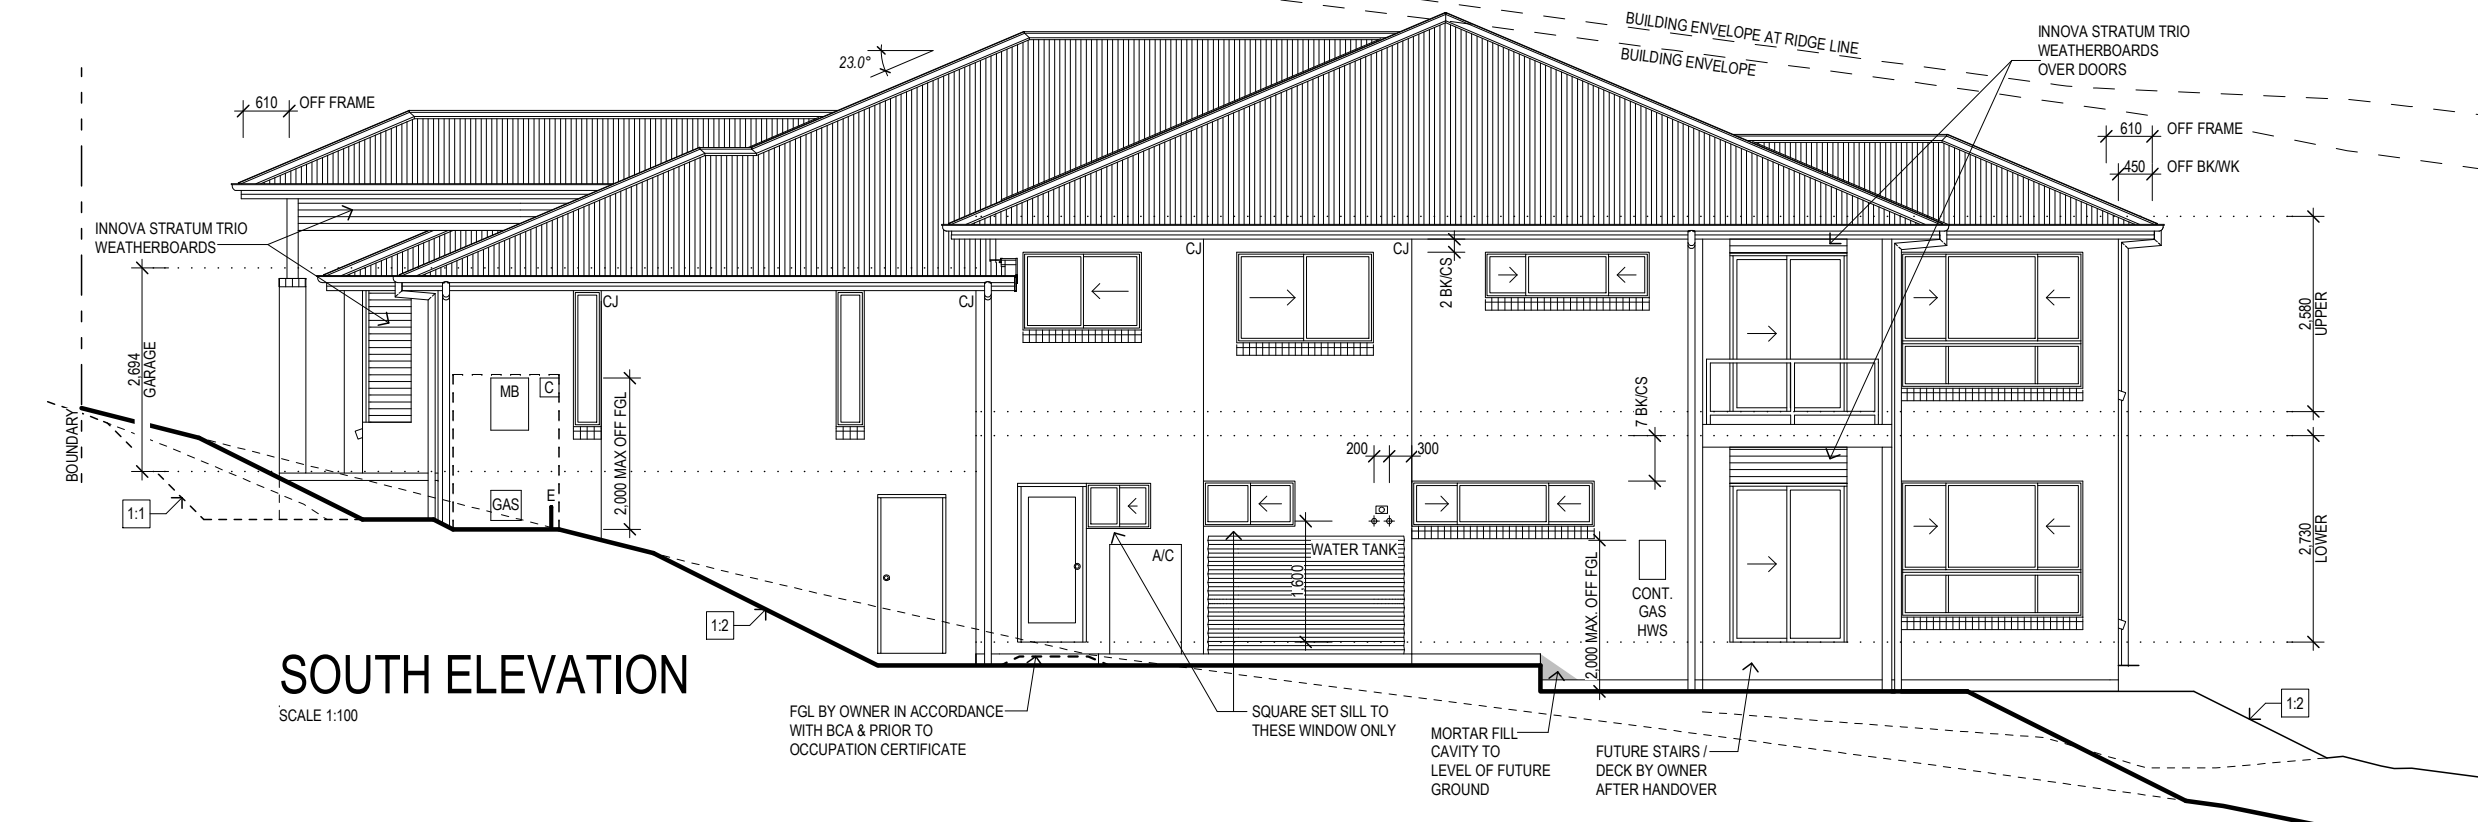 BUILDING ENVELOPE AT RIDGE LINE
BUILDING ENVELOPE
INNOVA STRATUM TRIO
WEATHERBOARDS
OVER DOORS
23.0°
610 OFF FRAME
610 OFF FRAME
450 OFF BK/WK
INNOVA STRATUM TRIO
WEATHERBOARDS
CJ
CJ
CJ
CJ
2 BK/CS
2,580
UPPER
2,694
GARAGE
MB
C
2,000 MAX OFF FGL
7 BK/CS
BOUNDARY
200
300
GAS
E
1:1
WATER TANK
A/C
1,600
2,000 MAX. OFF FGL
CONT.
GAS
HWS
2,730
LOWER
1:2
SOUTH ELEVATION
SCALE 1:100
FGL BY OWNER IN ACCORDANCE
WITH BCA & PRIOR TO
OCCUPATION CERTIFICATE
SQUARE SET SILL TO
THESE WINDOW ONLY
MORTAR FILL
CAVITY TO
LEVEL OF FUTURE
GROUND
FUTURE STAIRS /
DECK BY OWNER
AFTER HANDOVER
1:2